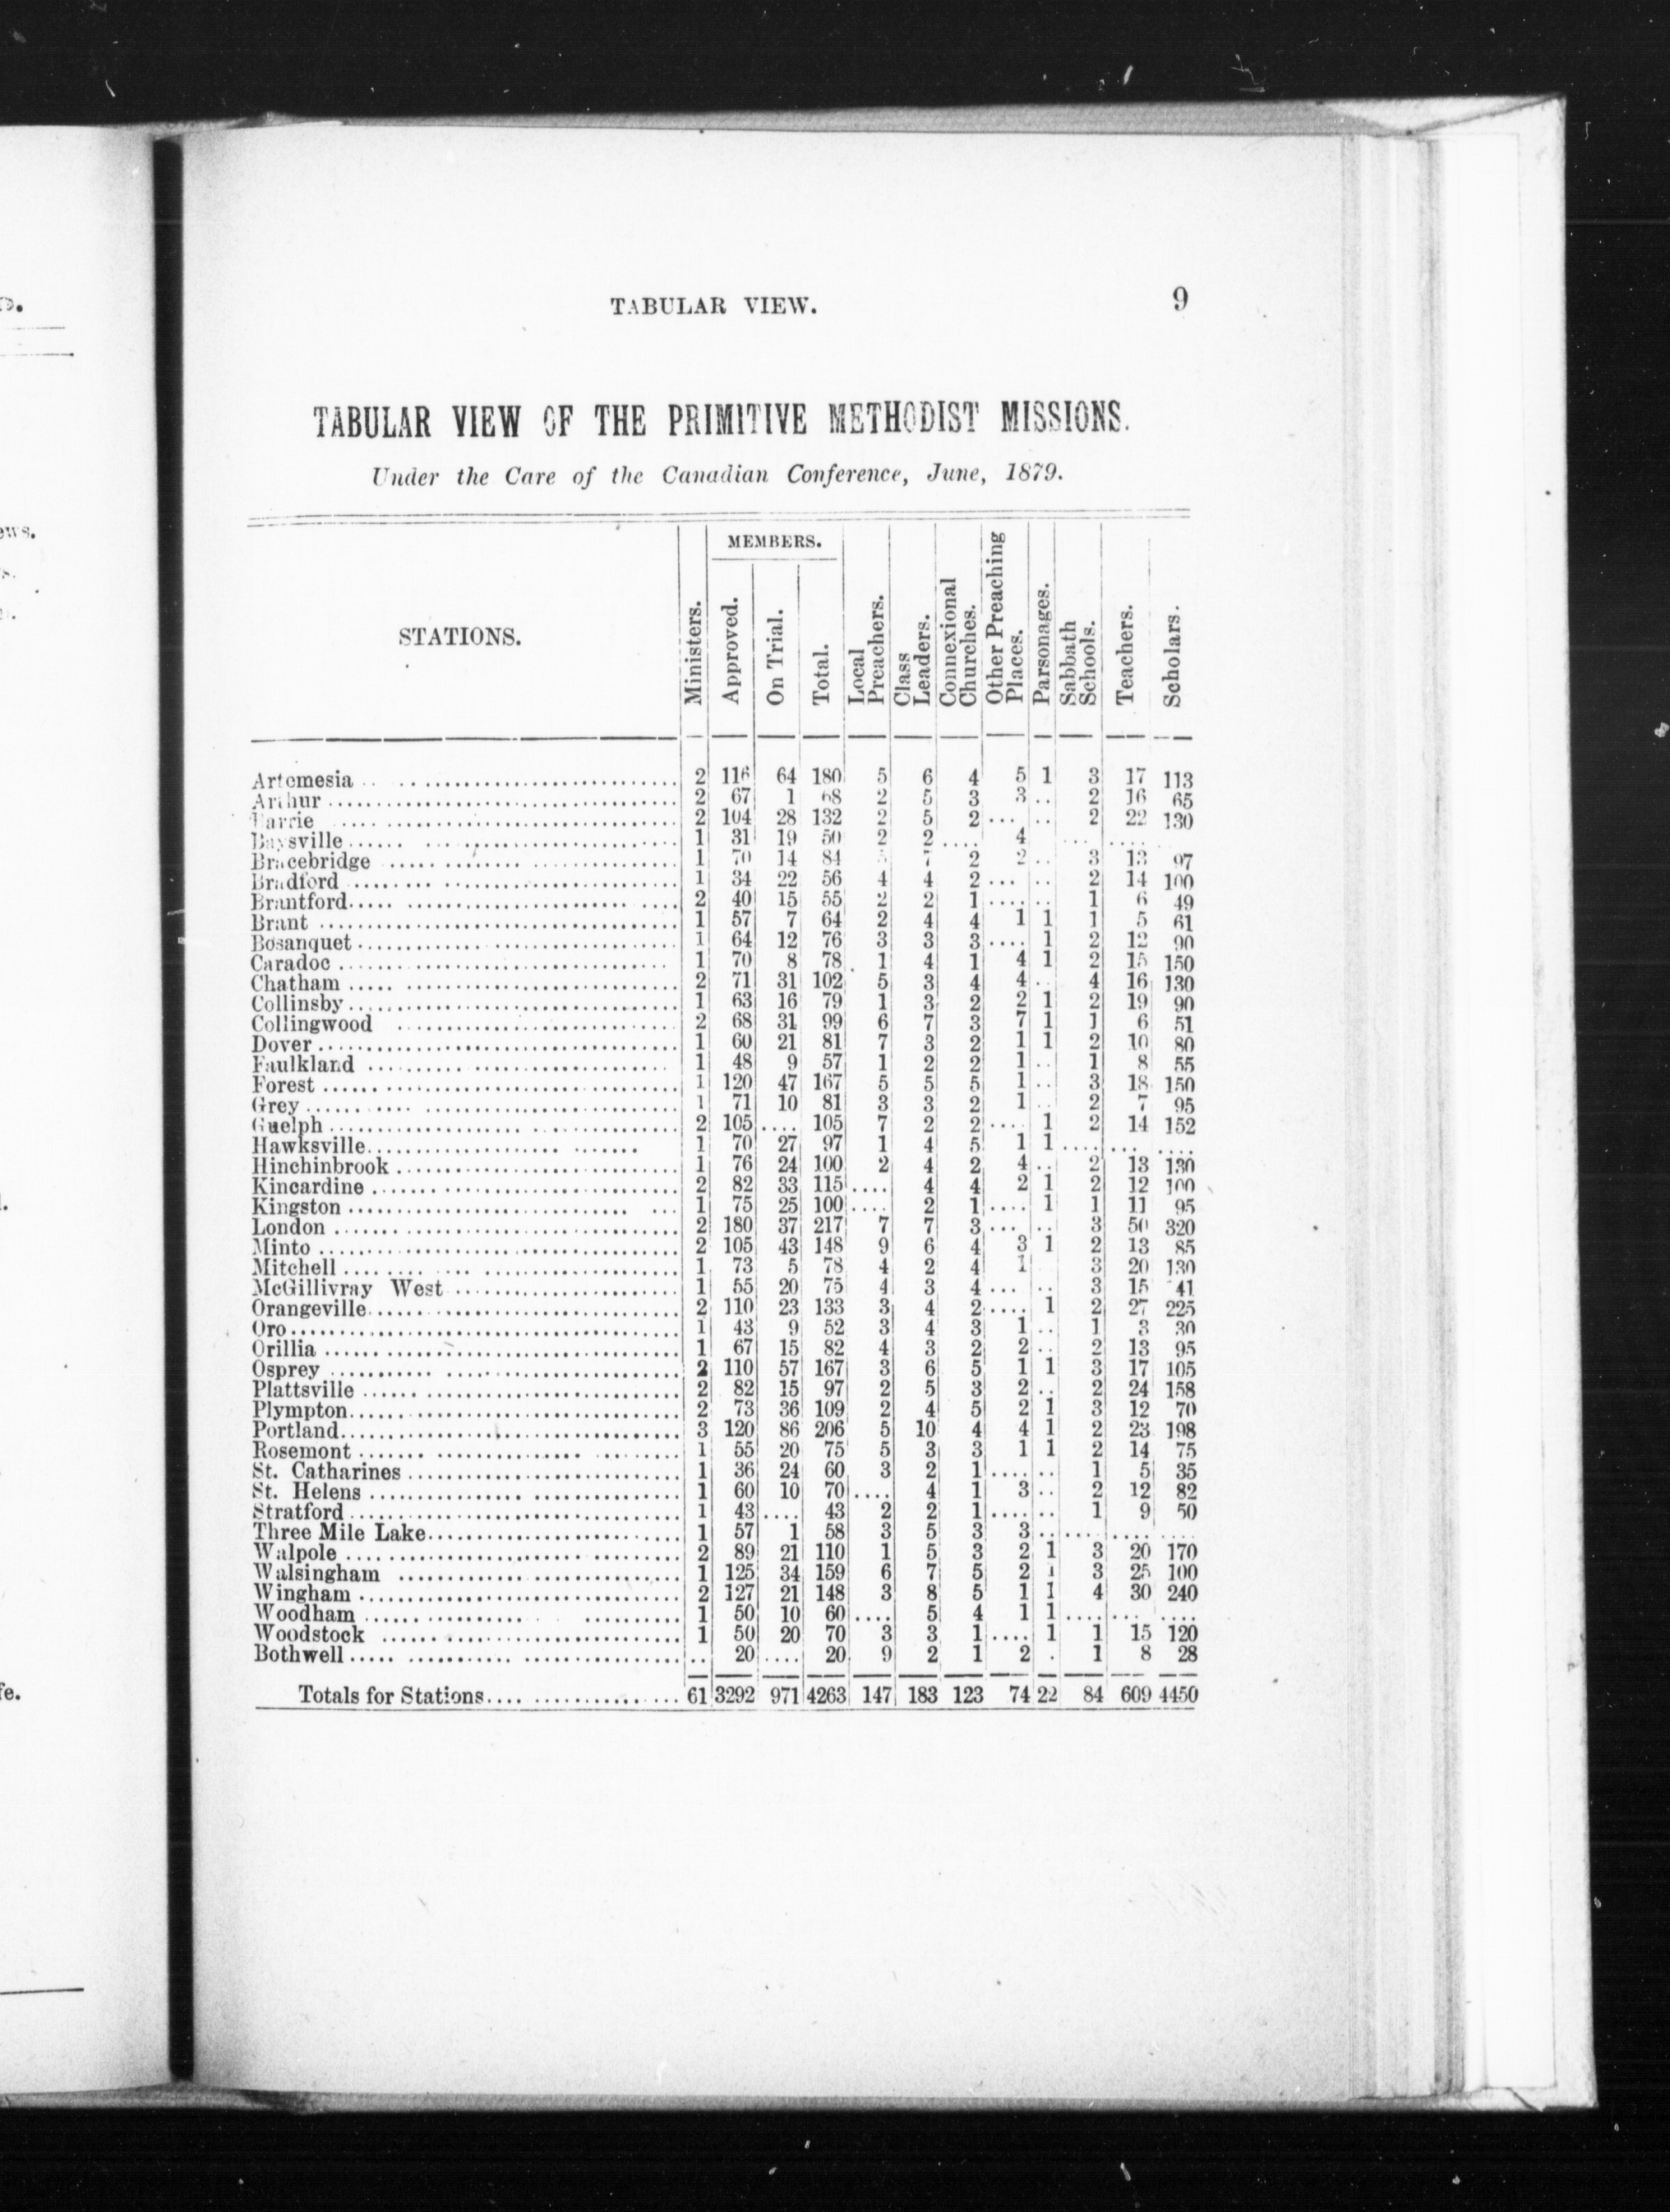 TABULAR VIEW. 9
TABULAR VIEW OF THE PRIMITIVE METHODIST MISSIONS.
Under the Care of the Canadian Conference, June, 1879.
STATIONS. Ministers. MEMBERS. Approved. On Trial. Total. Local Preachers. Class Leaders. Connexional Churches. Other Preaching Places. Parsonages. Sabbath Schools. Teachers. Scholars.
Artemesia 2 116 64 180 5 6 4 5 1 3 17 113
Arthur 2 67 1 68 2 5 3 3 .. 2 16 65
Barrie 2 104 28 132 2 5 2 ... .. 2 22 130
Baysville 1 31 19 50 2 2 .... 4 .... ....
Bracebridge 1 70 14 84 7 2 2 .. 3 13 97
Bradford 1 34 22 56 4 4 2 ... .. 2 14 100
Brantford 2 40 15 55 2 2 1 .... .. 1 6 49
Brant 1 57 7 64 2 4 4 1 1 1 5 61
Bosanquet 1 64 12 76 3 3 3 .... 1 2 12 90
Caradoc 1 70 8 78 1 4 1 4 1 2 15 150
Chatham 2 71 31 102 5 3 4 4 .. 4 16 130
Collinsby 1 63 16 79 1 3 2 2 1 2 19 90
Collingwood 2 68 31 99 6 7 3 7 1 1 6 51
Dover 1 60 21 81 7 3 2 1 1 2 10 80
Faulkland 1 48 9 57 1 2 2 1 .. 1 8 55
Forest 1 120 47 167 5 5 5 1 .. 3 18 150
Grey 1 71 10 81 3 3 2 1 .. 2 7 95
Guelph 2 105 .... 105 7 2 2 .... 1 2 14 152
Hawksville 1 70 27 97 1 4 5 1 1 .... ... ....
Hinchinbrook 1 76 24 100 2 4 2 4 .. 2 13 130
Kincardine 2 82 33 115 .... 4 4 2 1 2 12 100
Kingston 1 75 25 100 .... 2 1 .... 1 1 11 95
London 2 180 37 217 7 7 3 ... .. 3 50 320
Minto 2 105 43 148 9 6 4 3 1 2 13 85
Mitchell 1 73 5 78 4 2 4 1 3 20 130
McGillivray West 1 55 20 75 4 3 4 ... .. 3 15 41
Orangeville 2 110 23 133 3 4 2 .... 1 2 27 225
Oro 1 43 9 52 3 4 3 1 .. 1 3 30
Orillia 1 67 15 82 4 3 2 2 .. 2 13 95
Osprey 2 110 57 167 3 6 5 1 1 3 17 105
Plattsville 2 82 15 97 2 5 3 2 .. 2 24 158
Plympton 2 73 36 109 2 4 5 2 1 3 12 70
Portland 3 120 86 206 5 10 4 4 1 2 23 198
Rosemont 1 55 20 75 5 3 3 1 1 2 14 75
St. Catharines 1 36 24 60 3 2 1 .... .. 1 5 35
St. Helens 1 60 10 70 .... 4 1 3 .. 2 12 82
Stratford 1 43 .... 43 2 2 1 .... .. 1 9 50
Three Mile Lake 1 57 1 58 3 5 3 3 .. .... .... ....
Walpole 2 89 21 110 1 5 3 2 1 3 20 170
Walsingham 1 125 34 159 6 7 5 2 1 3 25 100
Wingham 2 127 21 148 3 8 5 1 1 4 30 240
Woodham 1 50 10 60 .... 5 4 1 1 .... ... ....
Woodstock 1 50 20 70 3 3 1 .... 1 1 15 120
Bothwell .. 20 .... 20 9 2 1 2 . 1 8 28
Totals for Stations 61 3292 971 4263 147 183 123 74 22 84 609 4450